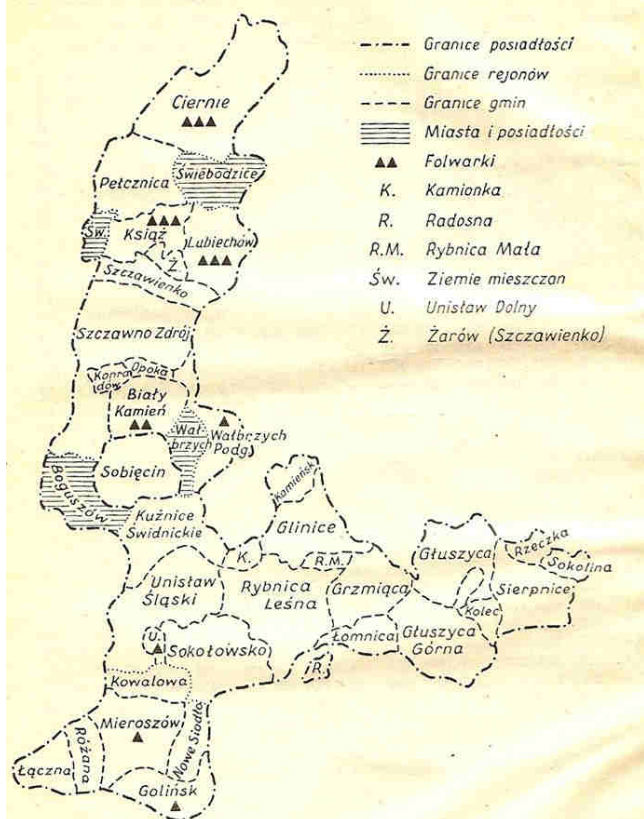 Granice posiadłości
Granice rejonów
Granice gmin
Miasta i posiadłości
Folwarki
K. Kamionka
R. Radosna
R.M. Rybnica Mała
Św. Ziemie mieszczan
U. Unisław Dolny
Ż. Żarów (Szczawienko)
Ciernie
Świebodzice
Pełcznica
Św.
Książ
Lubiechów
Ż.
Szczawienko
Szczawno Zdrój
Konra
dów
Opoka
Biały
Kamień
Wał
brzych
Wałbrzych
Podg.
Sobięcin
Boguszów
Kuźnice
Świdnickie
Kamieńsk
Glinice
K.
R.M.
Unisław
Śląski
Rybnica
Leśna
Grzmiąca
Głuszyca
Rzeczka
Sokolina
Sierpnice
Kolec
Łomnica
Głuszyca
Górna
U.
Sokołowsko
R.
Kowalowa
Mieroszów
Nowe Siodło
Różana
Łączna
Golińsk